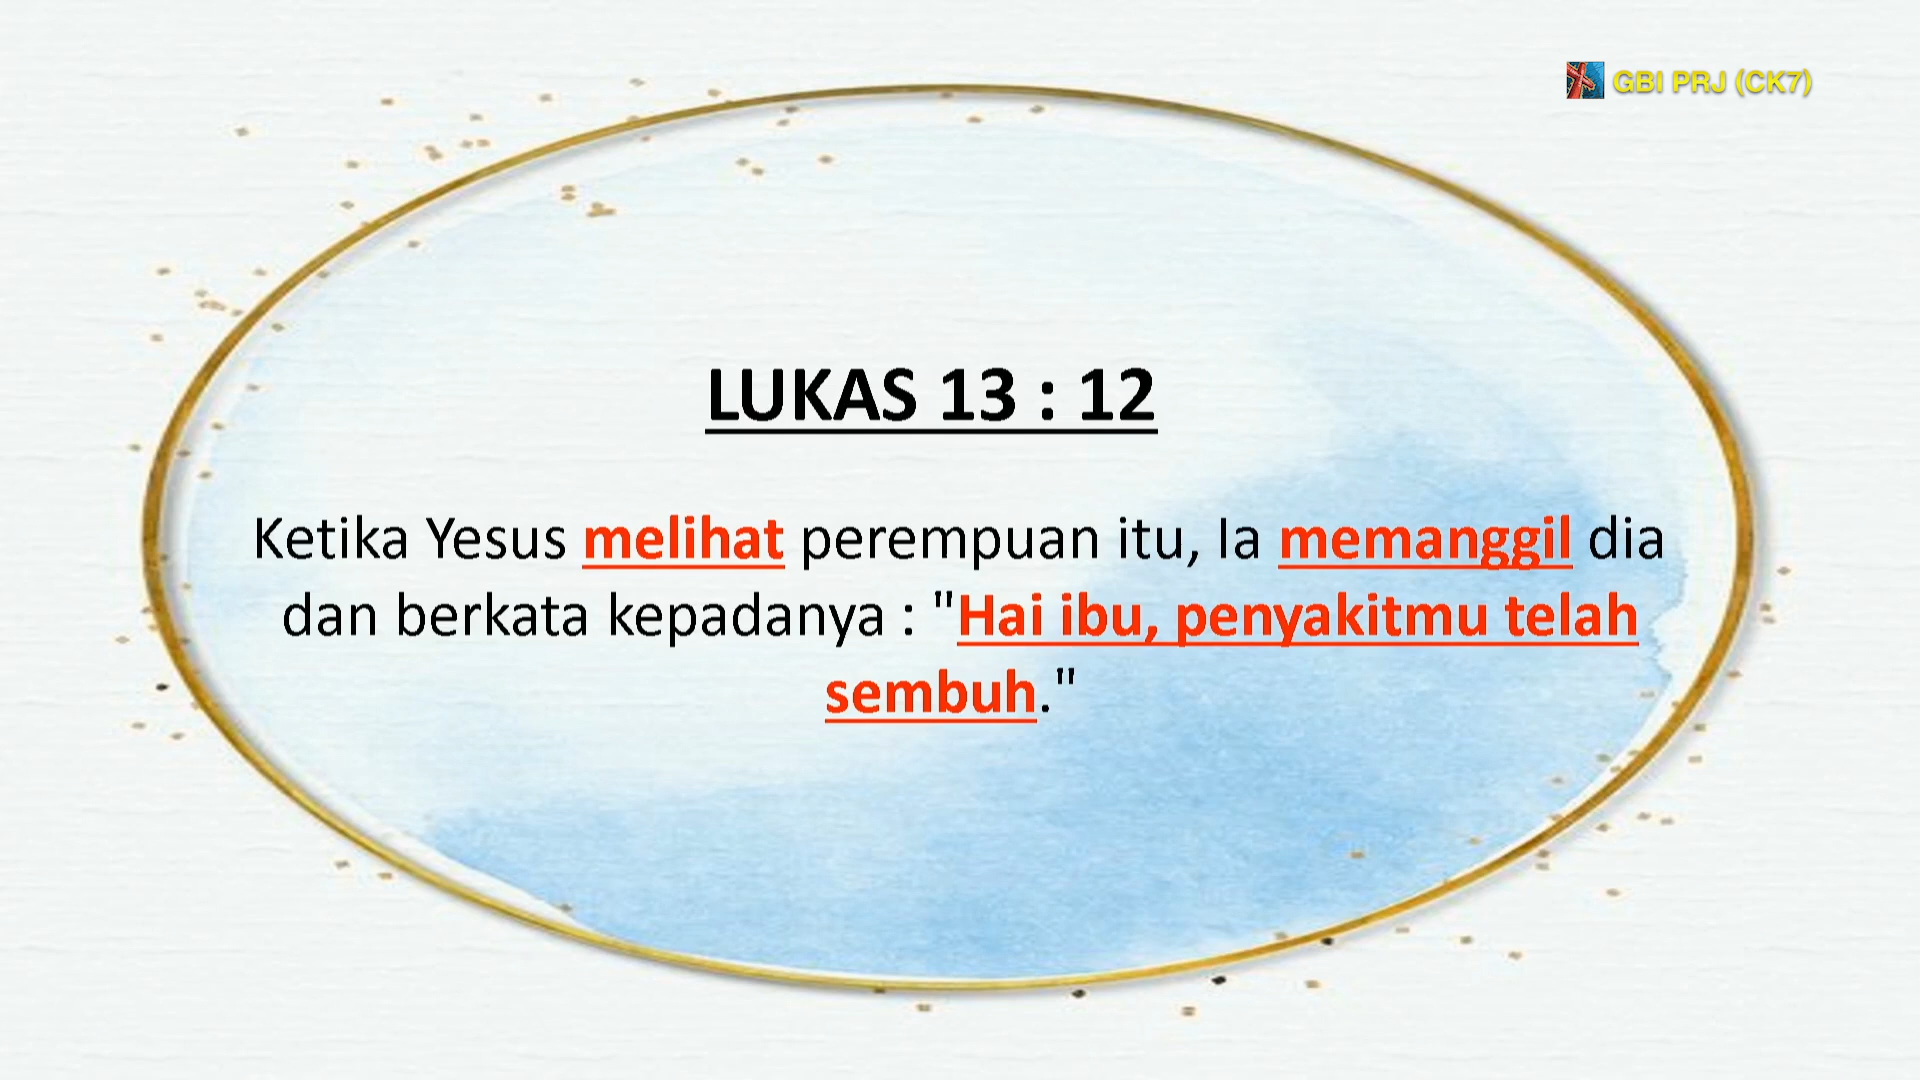 GBI PRJ (CK7)
LUKAS 13 : 12
Ketika Yesus melihat perempuan itu, Ia memanggil dia
dan berkata kepadanya : "Hai ibu, penyakitmu telah
sembuh."